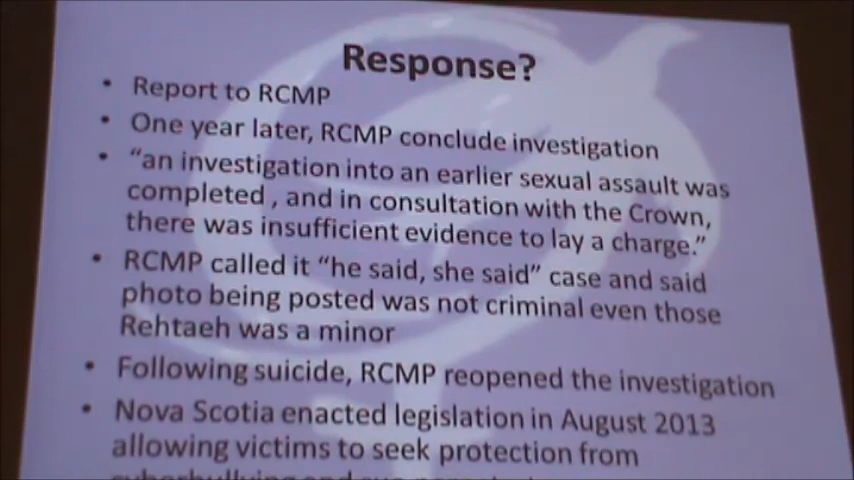 Response?
• Report to RCMP
• One year later, RCMP conclude investigation
• “an investigation into an earlier sexual assault was
completed , and in consultation with the Crown,
there was insufficient evidence to lay a charge.”
• RCMP called it “he said, she said” case and said
photo being posted was not criminal even those
Rehtaeh was a minor
• Following suicide, RCMP reopened the investigation
• Nova Scotia enacted legislation in August 2013
allowing victims to seek protection from
cyberbullying and